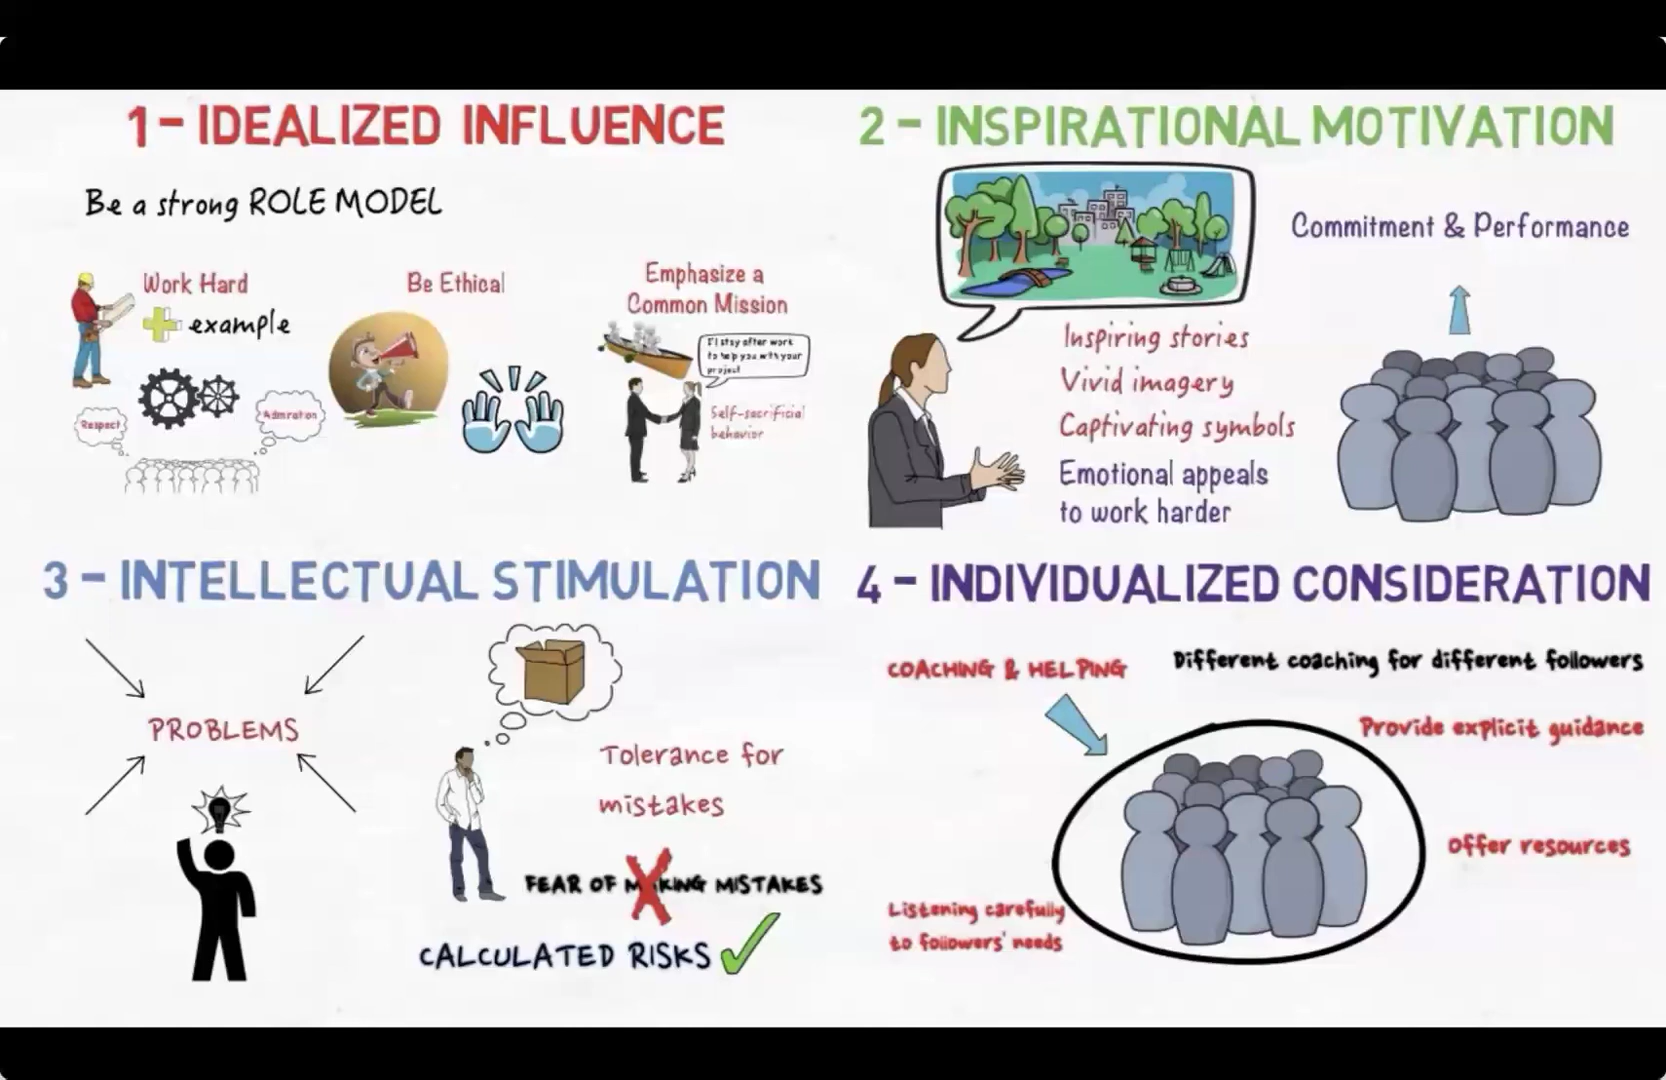 1 - IDEALIZED INFLUENCE
Be a strong ROLE MODEL
Work Hard
example
Be Ethical
Emphasize a
Common Mission
I'l stay after work
to help you with your
project
Self-sacrificial
behavior
Respect
Admiration
2 - INSPIRATIONAL MOTIVATION
Commitment & Performance
Inspiring stories
Vivid imagery
Captivating symbols
Emotional appeals
to work harder
3 - INTELLECTUAL STIMULATION
PROBLEMS
Tolerance for
mistakes
FEAR OF MAKING MISTAKES
CALCULATED RISKS
4 - INDIVIDUALIZED CONSIDERATION
COACHING & HELPING
Different coaching for different followers
Provide explicit guidance
Offer resources
Listening carefully
to followers' needs